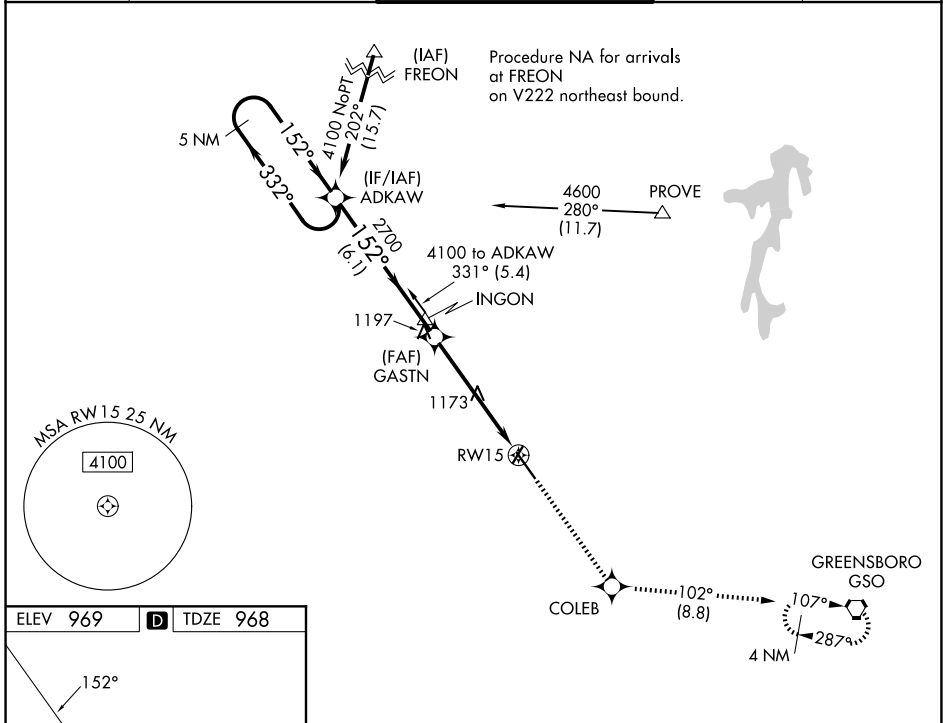 (IAF)
FREON
Procedure NA for arrivals
at FREON
on V222 northeast bound.
4100 NoPT
202°
(15.7)
5 NM
152°
332°
(IF/IAF)
ADKAW
4600
280°
(11.7)
PROVE
2700
152°
(6.1)
4100 to ADKAW
331° (5.4)
INGON
1197
(FAF)
GASTN
1173
RW15
MSA RW15 25 NM
4100
GREENSBORO
GSO
COLEB
102°
(8.8)
107°
287°
4 NM
ELEV 969
D
TDZE 968
152°